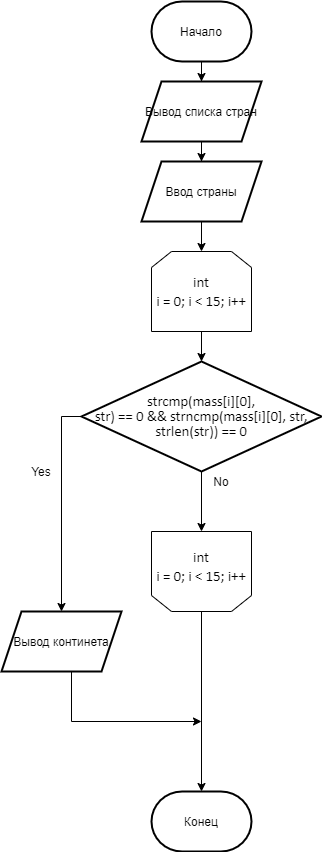 Начало
Вывод списка стран
Ввод страны
int
i = 0; i < 15; i++
strcmp(mass[i][0],
str) == 0 && strncmp(mass[i][0], str,
strlen(str)) == 0
Yes
No
int
i = 0; i < 15; i++
Вывод континета
Конец